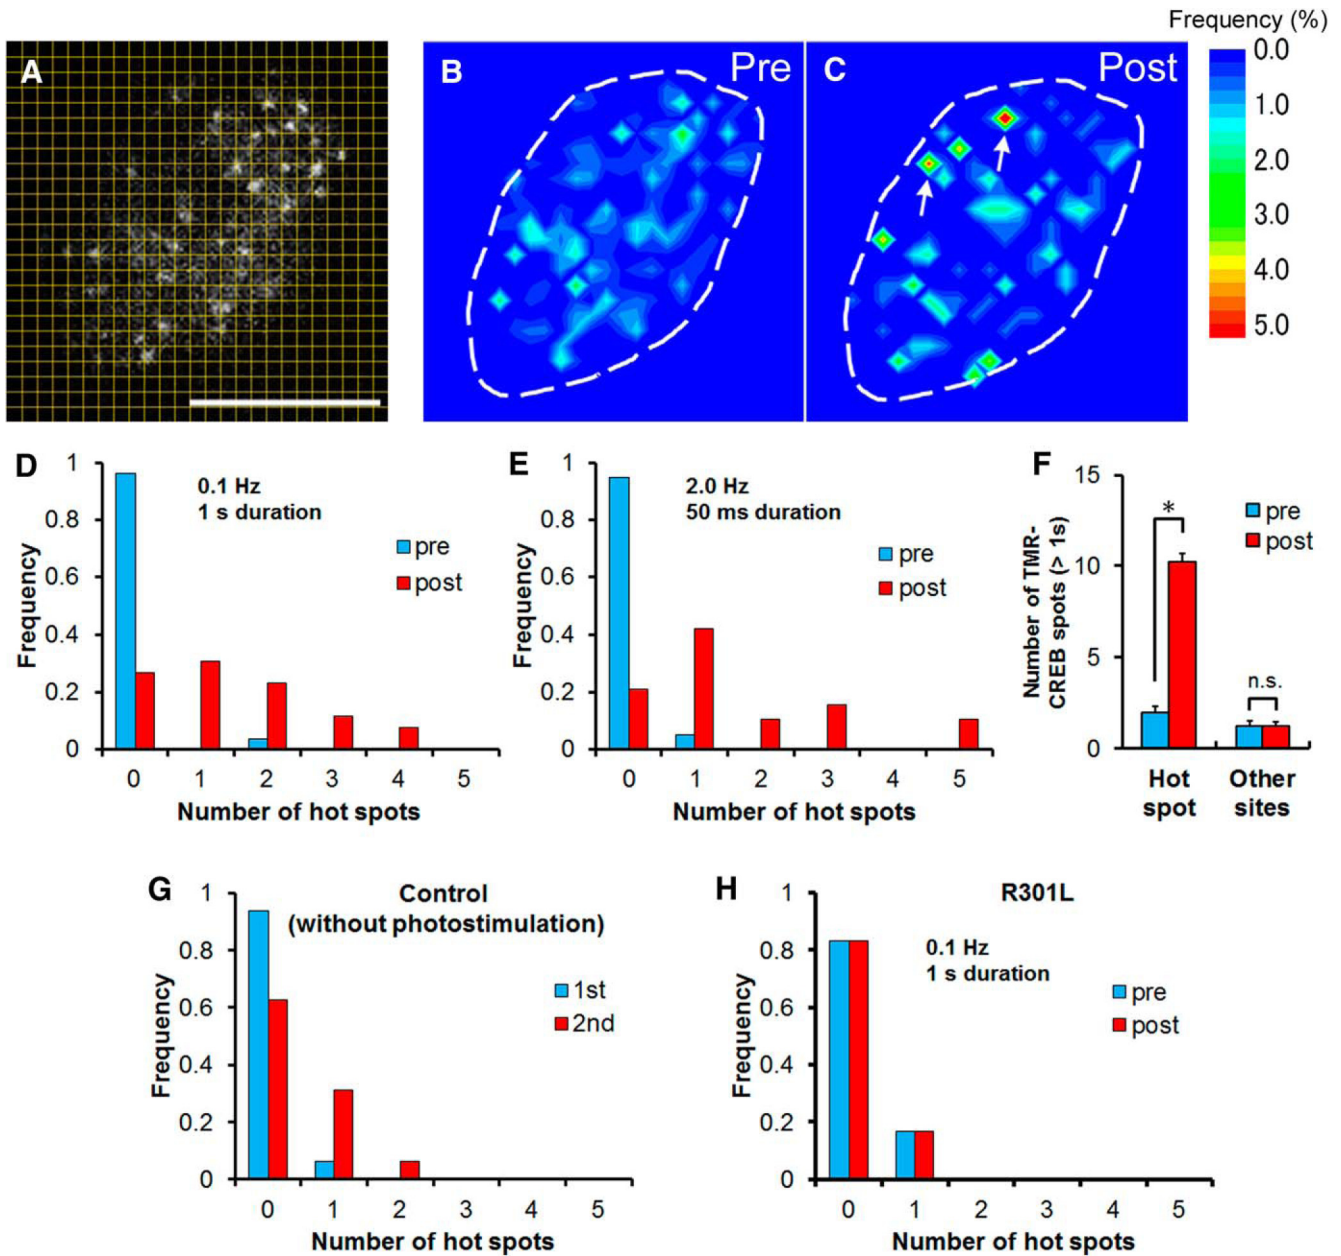 Frequency (%)
A
B
Pre
C
Post
0.0
1.0
2.0
3.0
4.0
5.0
D
1
0.8
0.6
0.4
0.2
0
Frequency
0.1 Hz
1 s duration
pre
post
0 1 2 3 4 5
Number of hot spots
E
1
0.8
0.6
0.4
0.2
0
Frequency
2.0 Hz
50 ms duration
pre
post
0 1 2 3 4 5
Number of hot spots
F
15
10
5
0
Number of TMR-
CREB spots (> 1s)
*
n.s.
pre
post
Hot
spot
Other
sites
G
1
0.8
0.6
0.4
0.2
0
Frequency
Control
(without photostimulation)
1st
2nd
0 1 2 3 4 5
Number of hot spots
H
1
0.8
0.6
0.4
0.2
0
Frequency
R301L
0.1 Hz
1 s duration
pre
post
0 1 2 3 4 5
Number of hot spots